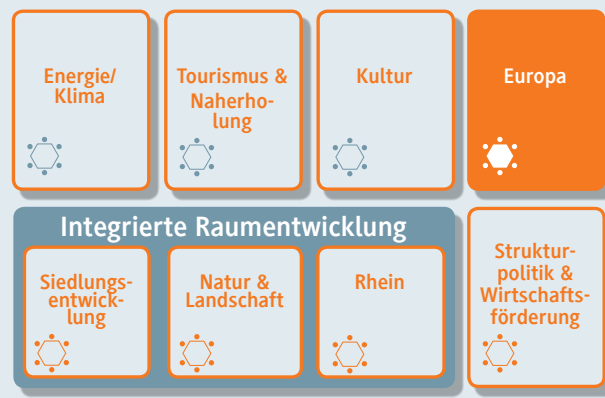 Energie/
Klima
Tourismus &
Naherho-
lung
Kultur
Europa
Integrierte Raumentwicklung
Siedlungs-
entwick-
lung
Natur &
Landschaft
Rhein
Struktur-
politik &
Wirtschafts-
förderung